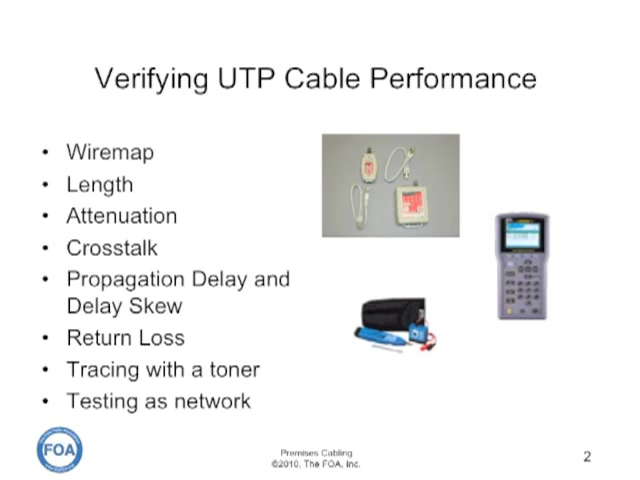 Verifying UTP Cable Performance
• Wiremap
• Length
• Attenuation
• Crosstalk
• Propagation Delay and
Delay Skew
• Return Loss
• Tracing with a toner
• Testing as network
FOA
Premises Cabling
©2010, The FOA, Inc.
2